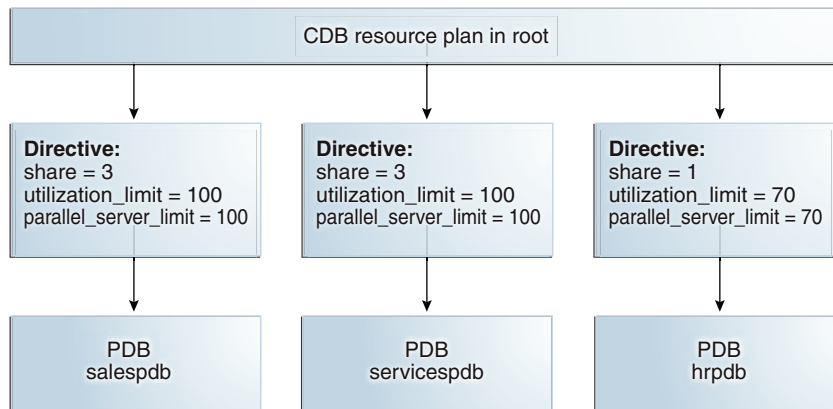 CDB resource plan in root
Directive:
share = 3
utilization_limit = 100
parallel_server_limit = 100
Directive:
share = 3
utilization_limit = 100
parallel_server_limit = 100
Directive:
share = 1
utilization_limit = 70
parallel_server_limit = 70
PDB
salespdb
PDB
servicespdb
PDB
hrpdb